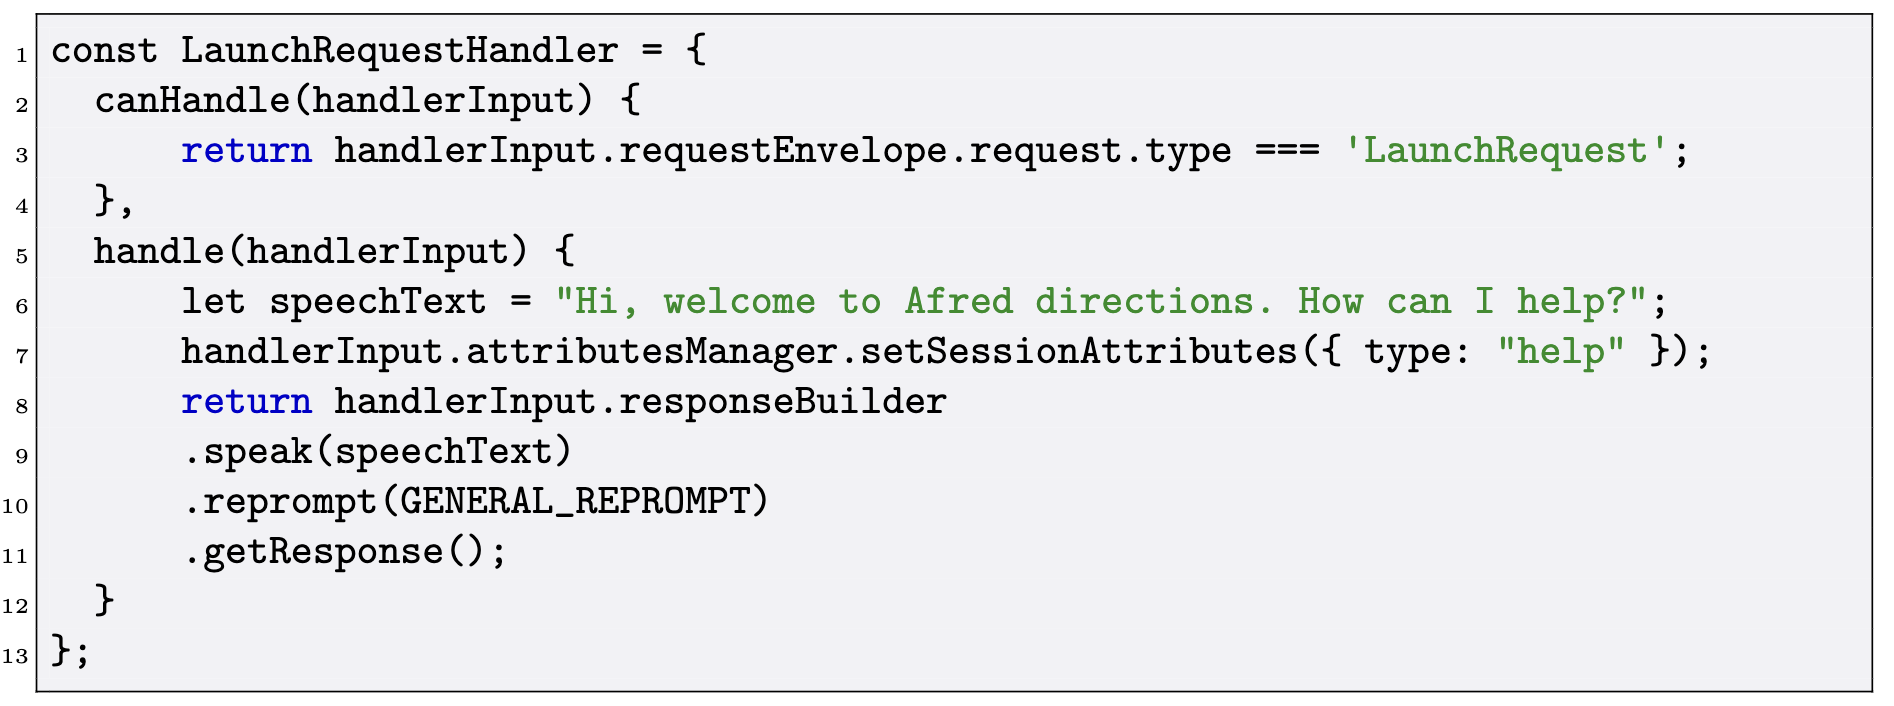 1 const LaunchRequestHandler = {
2   canHandle(handlerInput) {
3       return handlerInput.requestEnvelope.request.type === 'LaunchRequest';
4   },
5   handle(handlerInput) {
6       let speechText = "Hi, welcome to Afred directions. How can I help?";
7       handlerInput.attributesManager.setSessionAttributes({ type: "help" });
8       return handlerInput.responseBuilder
9       .speak(speechText)
10       .reprompt(GENERAL_REPROMPT)
11       .getResponse();
12   }
13 };